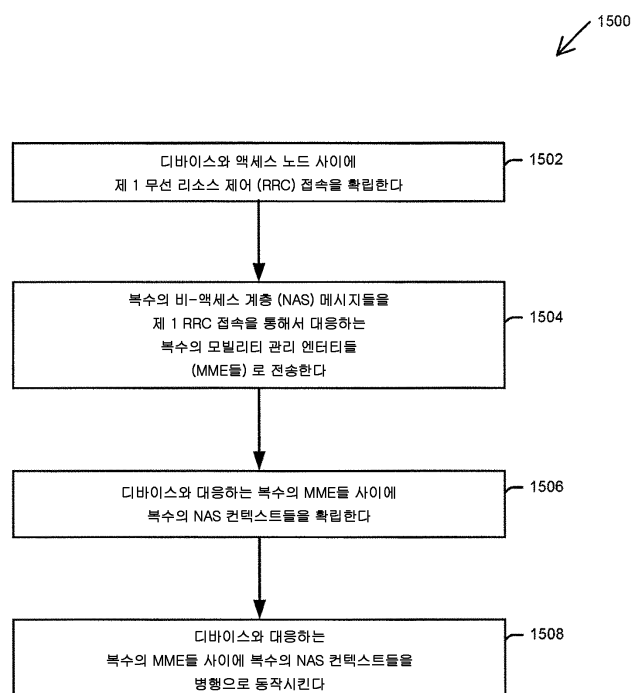 1500
디바이스와 액세스 노드 사이에
제 1 무선 리소스 제어 (RRC) 접속을 확립한다
1502
복수의 비-액세스 계층 (NAS) 메시지들을
제 1 RRC 접속을 통해서 대응하는
복수의 모빌리티 관리 엔터티들
(MME들) 로 전송한다
1504
디바이스와 대응하는 복수의 MME들 사이에
복수의 NAS 컨텍스트들을 확립한다
1506
디바이스와 대응하는
복수의 MME들 사이에 복수의 NAS 컨텍스트들을
병행으로 동작시킨다
1508